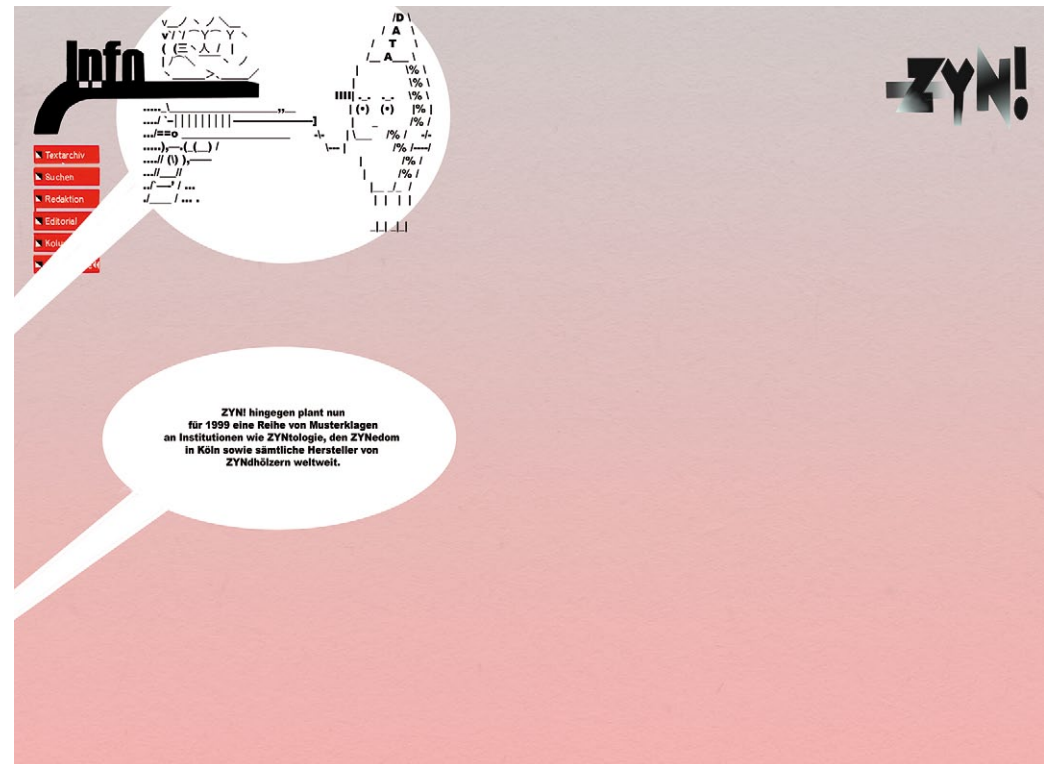 Info
ZYN!
DATA
Textarchiv
Suchen
Redaktion
Editorial
ZYN! hingegen plant nun
für 1999 eine Reihe von Musterklagen
an Institutionen wie ZYNtologie, den ZYNedom
in Köln sowie sämtliche Hersteller von
ZYNdhölzern weltweit.